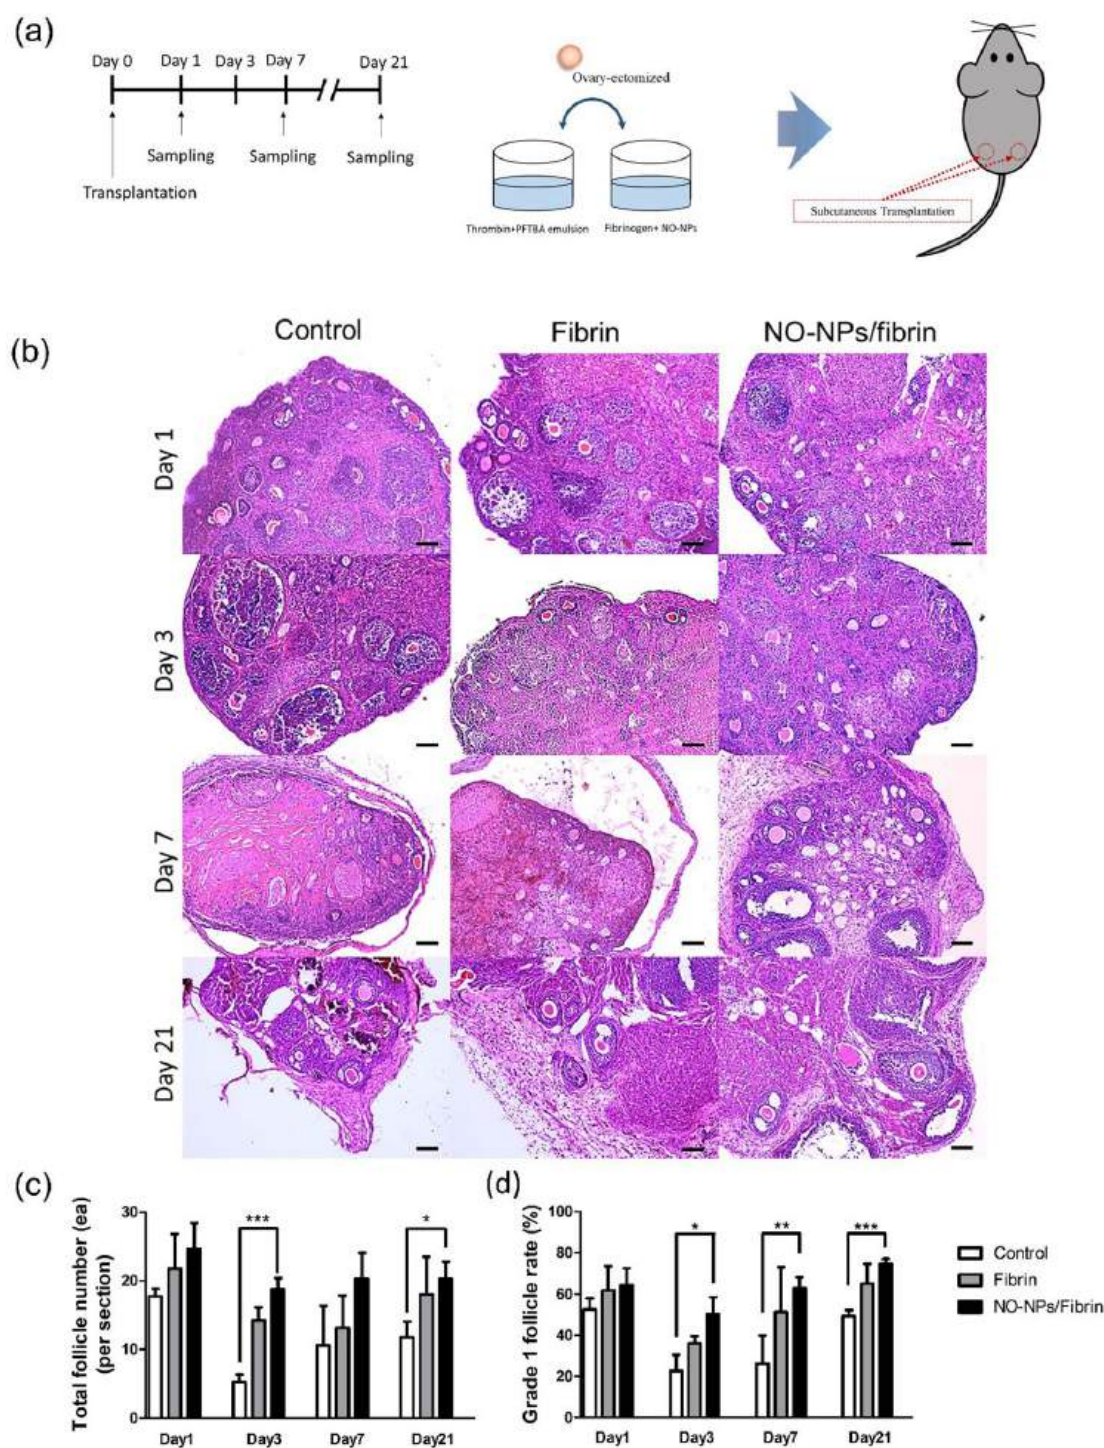 (a)
Day 0 Day 1 Day 3 Day 7 Day 21
Sampling Sampling Sampling
Transplantation
Ovary-ectomized
Thrombin+PFTBA emulsion Fibrinogen+ NO-NPs
Subcutaneous Transplantation
(b)
Control Fibrin NO-NPs/fibrin
Day 1
Day 3
Day 7
Day 21
(c)
Total follicle number (ea)
(per section)
30
20
10
0
***
*
Day1 Day3 Day7 Day21
(d)
Grade 1 follicle rate (%)
100
80
60
40
20
0
*
**
***
Day1 Day3 Day7 Day21
Control
Fibrin
NO-NPs/Fibrin